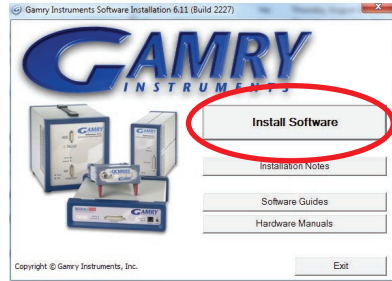 Gamry Instruments Software Installation 6.11 (Build 2227)
GAMRY
INSTRUMENTS
Install Software
Installation Notes
Software Guides
Hardware Manuals
Copyright © Gamry Instruments, Inc.
Exit